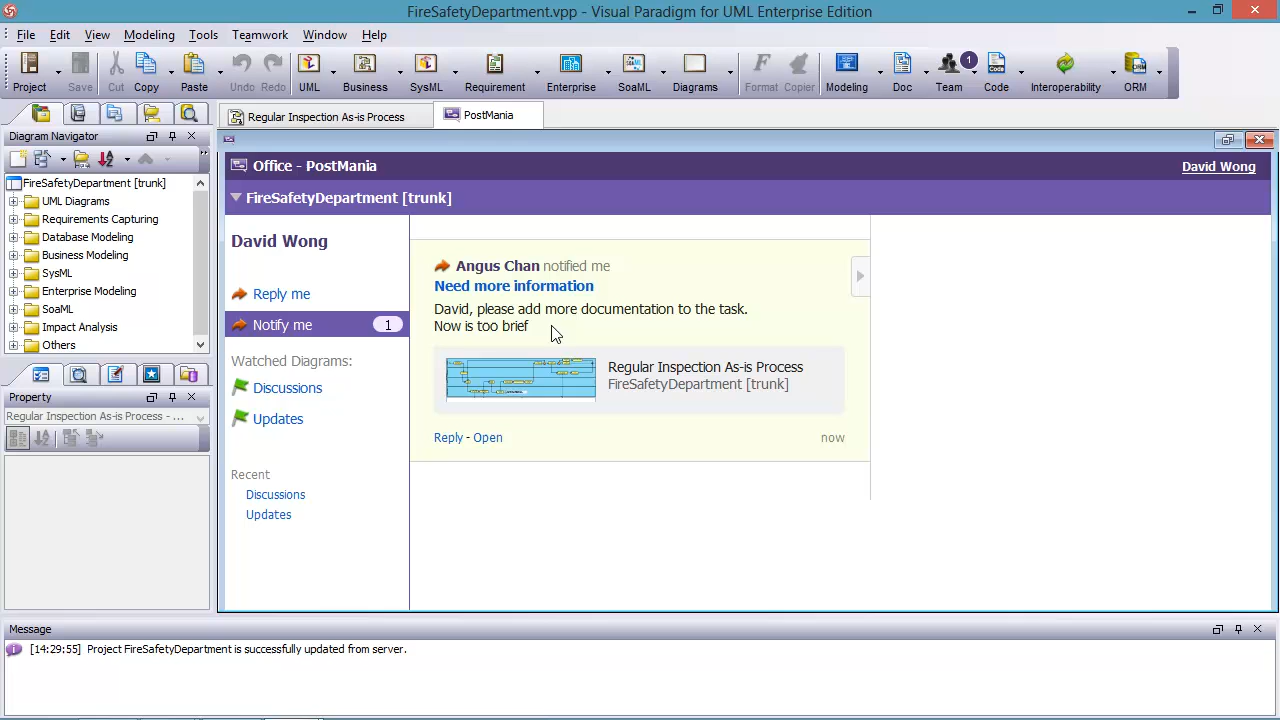 FireSafetyDepartment.vpp - Visual Paradigm for UML Enterprise Edition
File Edit View Modeling Tools Teamwork Window Help
Project Save Cut Copy Paste Undo Redo UML Business SysML Requirement Enterprise SoaML Diagrams Format Copier Modeling Doc Team 1 Code Interoperability ORM
Diagram Navigator
Regular Inspection As-is Process
PostMania
FireSafetyDepartment [trunk]
UML Diagrams
Requirements Capturing
Database Modeling
Business Modeling
SysML
Enterprise Modeling
SoaML
Impact Analysis
Others
Property
Regular Inspection As-is Process - ...
Office - PostMania
David Wong
FireSafetyDepartment [trunk]
David Wong
Reply me
Notify me 1
Watched Diagrams:
Discussions
Updates
Recent
Discussions
Updates
Angus Chan notified me
Need more information
David, please add more documentation to the task.
Now is too brief
Regular Inspection As-is Process
FireSafetyDepartment [trunk]
Reply - Open
now
Message
[14:29:55] Project FireSafetyDepartment is successfully updated from server.